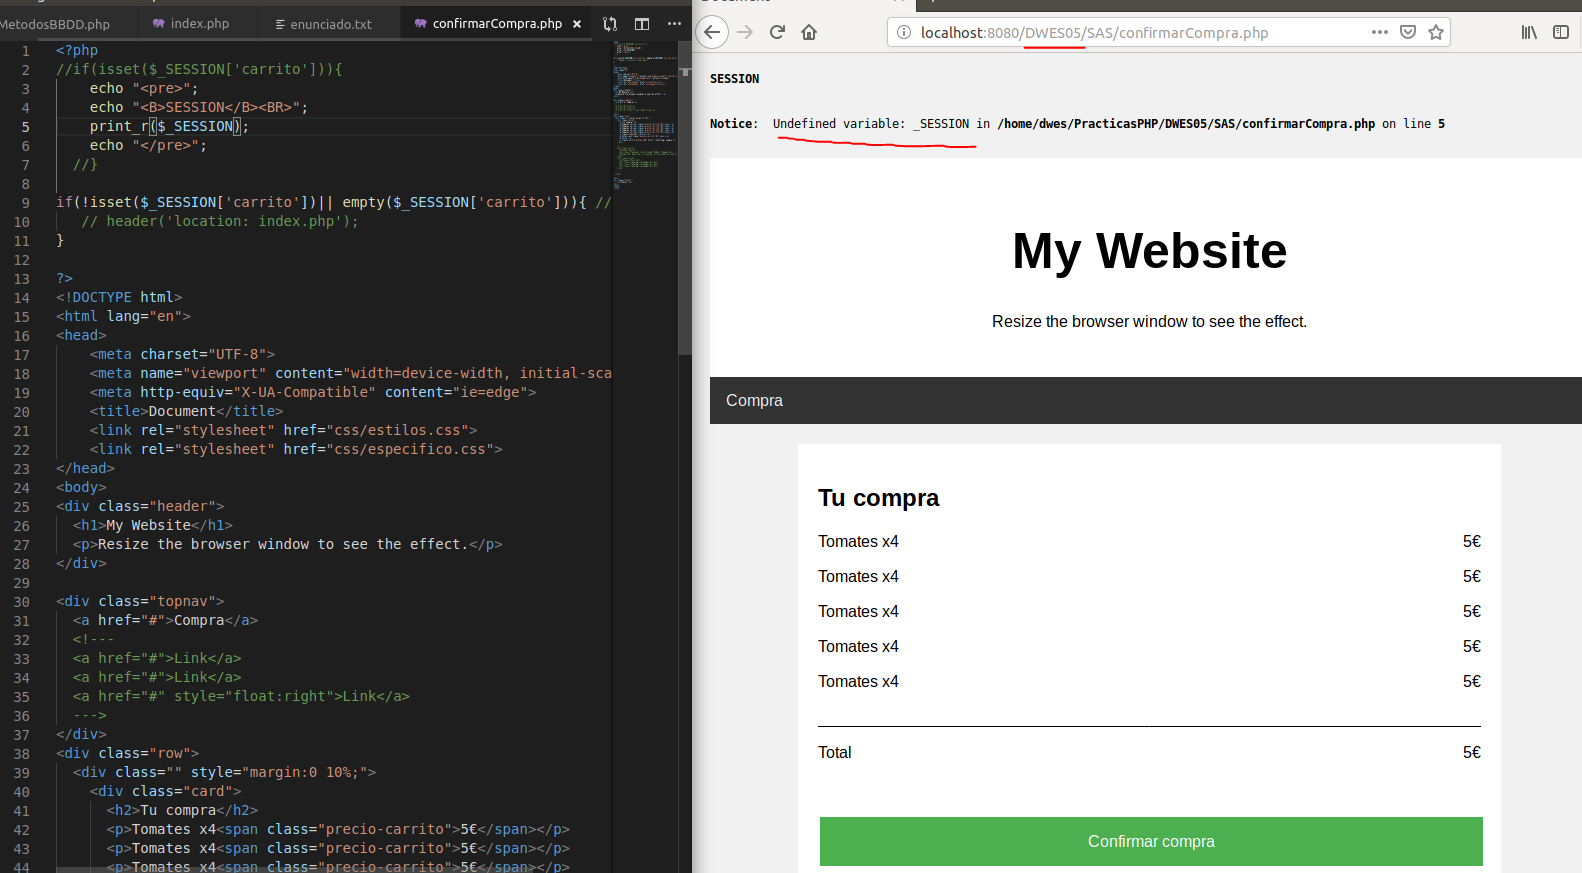 MetodosBBDD.php index.php enunciado.txt confirmarCompra.php × ···
1 <?php
2 //if(isset($_SESSION['carrito'])){
3 echo "<pre>";
4 echo "<B>SESSION</B><BR>";
5 print_r($_SESSION);
6 echo "</pre>";
7 //}
8
9 if(!isset($_SESSION['carrito'])|| empty($_SESSION['carrito'])){ //
10 // header('location: index.php');
11 }
12
13 ?>
14 <!DOCTYPE html>
15 <html lang="en">
16 <head>
17 <meta charset="UTF-8">
18 <meta name="viewport" content="width=device-width, initial-sca
19 <meta http-equiv="X-UA-Compatible" content="ie=edge">
20 <title>Document</title>
21 <link rel="stylesheet" href="css/estilos.css">
22 <link rel="stylesheet" href="css/especifico.css">
23 </head>
24 <body>
25 <div class="header">
26 <h1>My Website</h1>
27 <p>Resize the browser window to see the effect.</p>
28 </div>
29
30 <div class="topnav">
31 <a href="#">Compra</a>
32 <!---
33 <a href="#">Link</a>
34 <a href="#">Link</a>
35 <a href="#" style="float:right">Link</a>
36 --->
37 </div>
38 <div class="row">
39 <div class="" style="margin:0 10%;">
40 <div class="card">
41 <h2>Tu compra</h2>
42 <p>Tomates x4<span class="precio-carrito">5€</span></p>
43 <p>Tomates x4<span class="precio-carrito">5€</span></p>
44 <p>Tomates x4<span class="precio-carrito">5€</span></p>
localhost:8080/DWES05/SAS/confirmarCompra.php
SESSION
Notice: Undefined variable: _SESSION in /home/dwes/PracticasPHP/DWES05/SAS/confirmarCompra.php on line 5
My Website
Resize the browser window to see the effect.
Compra
Tu compra
Tomates x4 5€
Tomates x4 5€
Tomates x4 5€
Tomates x4 5€
Tomates x4 5€
Total 5€
Confirmar compra